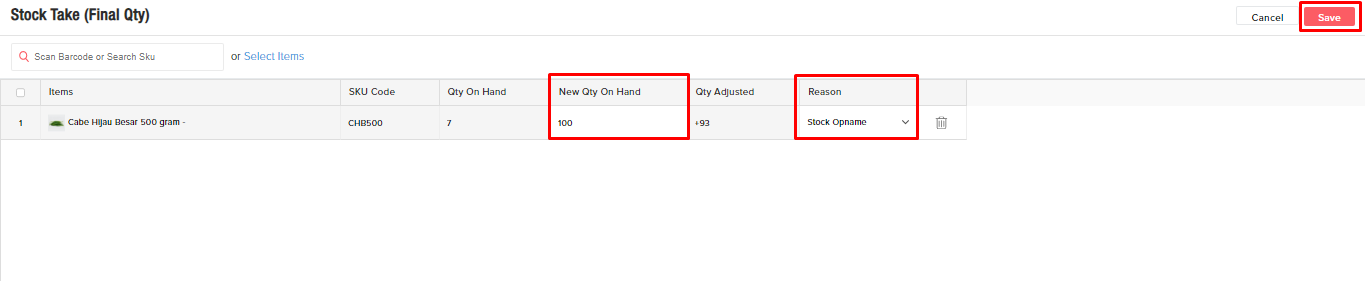 Stock Take (Final Qty)
Cancel
Save
Scan Barcode or Search Sku
or Select Items
Items
SKU Code
Qty On Hand
New Qty On Hand
Qty Adjusted
Reason
1
Cabe Hijau Besar 500 gram -
CHB500
7
100
+93
Stock Opname